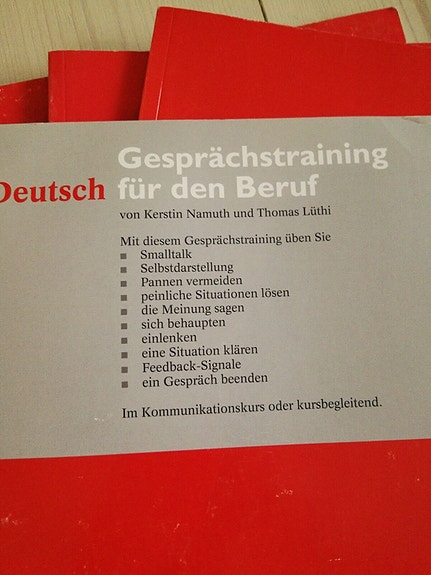 Gesprächstraining
Deutsch für den Beruf
von Kerstin Namuth und Thomas Lüthi
Mit diesem Gesprächstraining üben Sie
Smalltalk
Selbstdarstellung
Pannen vermeiden
peinliche Situationen lösen
die Meinung sagen
sich behaupten
einlenken
eine Situation klären
Feedback-Signale
ein Gespräch beenden
Im Kommunikationskurs oder kursbegleitend.